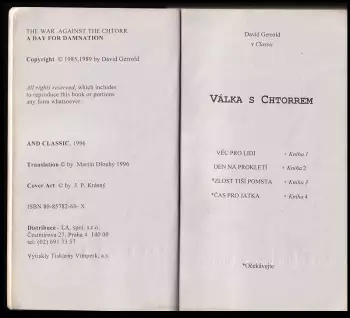 THE WAR AGAINST THE CHTORR
A DAY FOR DAMNATION
Copyright © 1985,1989 by David Gerrold
All rights reserved, which includes
to reproduce this book or portions
any form whatsoever.
AND CLASSIC, 1996
Translation © by Martin Dlouhý 1996
Cover Art © by J. P. Krásný
ISBN 80-85782-63-X
Distribuce - LA, spol. s r.o.
Čestmírova 27, Praha 4 140 00
tel: (02) 691 73 57
Vytiskly Tiskárny Vimperk, a.s.
David Gerrold
v Classicu
VÁLKA S CHTORREM
VĚC PRO LIDI • Kniha 1
DEN NA PROKLETÍ • Kniha 2
*ZLOST TIŠÍ POMSTA • Kniha 3
*ČAS PRO JATKA • Kniha 4
*Očekávejte